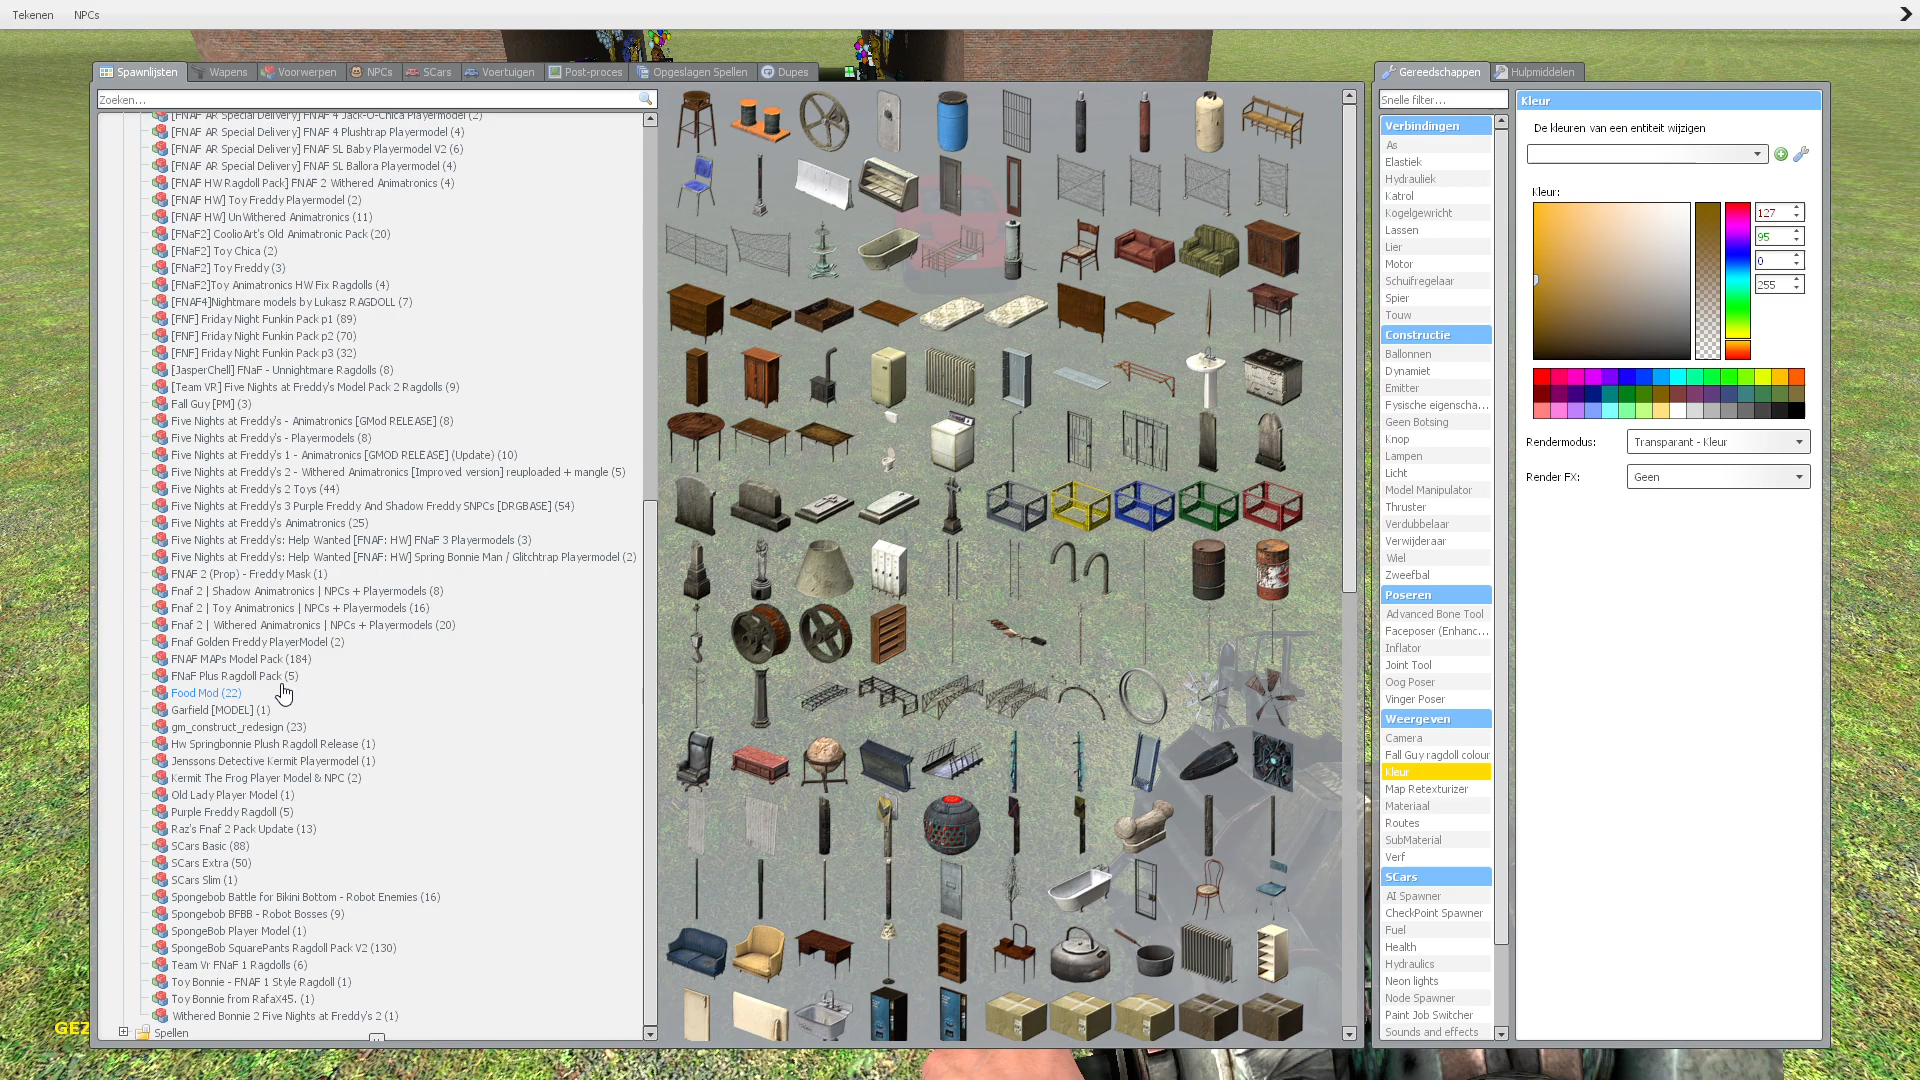 Tekenen NPCs
Spawnlijsten Wapens Voorwerpen NPCs SCars Voertuigen Post-proces Opgeslagen Spellen Dupes
Zoeken...
[FNAF AR Special Delivery] FNAF 4 Jack-O-Chica Playermodel (2)
[FNAF AR Special Delivery] FNAF 4 Plushtrap Playermodel (4)
[FNAF AR Special Delivery] FNAF SL Baby Playermodel V2 (6)
[FNAF AR Special Delivery] FNAF SL Ballora Playermodel (4)
[FNAF HW Ragdoll Pack] FNAF 2 Withered Animatronics (4)
[FNAF HW] Toy Freddy Playermodel (2)
[FNAF HW] UnWithered Animatronics (11)
[FNaF2] CoolioArt's Old Animatronic Pack (20)
[FNaF2] Toy Chica (2)
[FNaF2] Toy Freddy (3)
[FNaF2]Toy Animatronics HW Fix Ragdolls (4)
[FNAF4]Nightmare models by Lukasz RAGDOLL (7)
[FNF] Friday Night Funkin Pack p1 (89)
[FNF] Friday Night Funkin Pack p2 (70)
[FNF] Friday Night Funkin Pack p3 (32)
[JasperChell] FNaF - Unnightmare Ragdolls (8)
[Team VR] Five Nights at Freddy's Model Pack 2 Ragdolls (9)
Fall Guy [PM] (3)
Five Nights at Freddy's - Animatronics [GMod RELEASE] (8)
Five Nights at Freddy's - Playermodels (8)
Five Nights at Freddy's 1 - Animatronics [GMOD RELEASE] (Update) (10)
Five Nights at Freddy's 2 - Withered Animatronics [Improved version] reuploaded + mangle (5)
Five Nights at Freddy's 2 Toys (44)
Five Nights at Freddy's 3 Purple Freddy And Shadow Freddy SNPCs [DRGBASE] (54)
Five Nights at Freddy's Animatronics (25)
Five Nights at Freddy's: Help Wanted [FNAF: HW] FNaF 3 Playermodels (3)
Five Nights at Freddy's: Help Wanted [FNAF: HW] Spring Bonnie Man / Glitchtrap Playermodel (2)
FNAF 2 (Prop) - Freddy Mask (1)
Fnaf 2 | Shadow Animatronics | NPCs + Playermodels (8)
Fnaf 2 | Toy Animatronics | NPCs + Playermodels (16)
Fnaf 2 | Withered Animatronics | NPCs + Playermodels (20)
Fnaf Golden Freddy PlayerModel (2)
FNAF MAPs Model Pack (184)
FNaF Plus Ragdoll Pack (5)
Food Mod (22)
Garfield [MODEL] (1)
gm_construct_redesign (23)
Hw Springbonnie Plush Ragdoll Release (1)
Jenssons Detective Kermit Playermodel (1)
Kermit The Frog Player Model & NPC (2)
Old Lady Player Model (1)
Purple Freddy Ragdoll (5)
Raz's Fnaf 2 Pack Update (13)
SCars Basic (88)
SCars Extra (50)
SCars Slim (1)
Spongebob Battle for Bikini Bottom - Robot Enemies (16)
Spongebob BFBB - Robot Bosses (9)
SpongeBob Player Model (1)
SpongeBob SquarePants Ragdoll Pack V2 (130)
Team Vr FNaF 1 Ragdolls (6)
Toy Bonnie - FNAF 1 Style Ragdoll (1)
Toy Bonnie from RafaX45. (1)
Withered Bonnie 2 Five Nights at Freddy's 2 (1)
Spellen
GEZ
Gereedschappen Hulpmiddelen
Snelle filter...
Verbindingen
As
Elastiek
Hydrauliek
Katrol
Kogelgewricht
Lassen
Lier
Motor
Schuifregelaar
Spier
Touw
Constructie
Ballonnen
Dynamiet
Emitter
Fysische eigenscha...
Geen Botsing
Knop
Lampen
Licht
Model Manipulator
Thruster
Verdubbelaar
Verwijderaar
Wiel
Zweefbal
Poseren
Advanced Bone Tool
Faceposer (Enhanc...
Inflator
Joint Tool
Oog Poser
Vinger Poser
Weergeven
Camera
Fall Guy ragdoll colour
Kleur
Map Retexturizer
Materiaal
Routes
SubMaterial
Verf
SCars
AI Spawner
CheckPoint Spawner
Fuel
Health
Hydraulics
Neon lights
Node Spawner
Paint Job Switcher
Sounds and effects
Kleur
De kleuren van een entiteit wijzigen
Kleur:
127
95
0
255
Rendermodus: Transparant - Kleur
Render FX: Geen